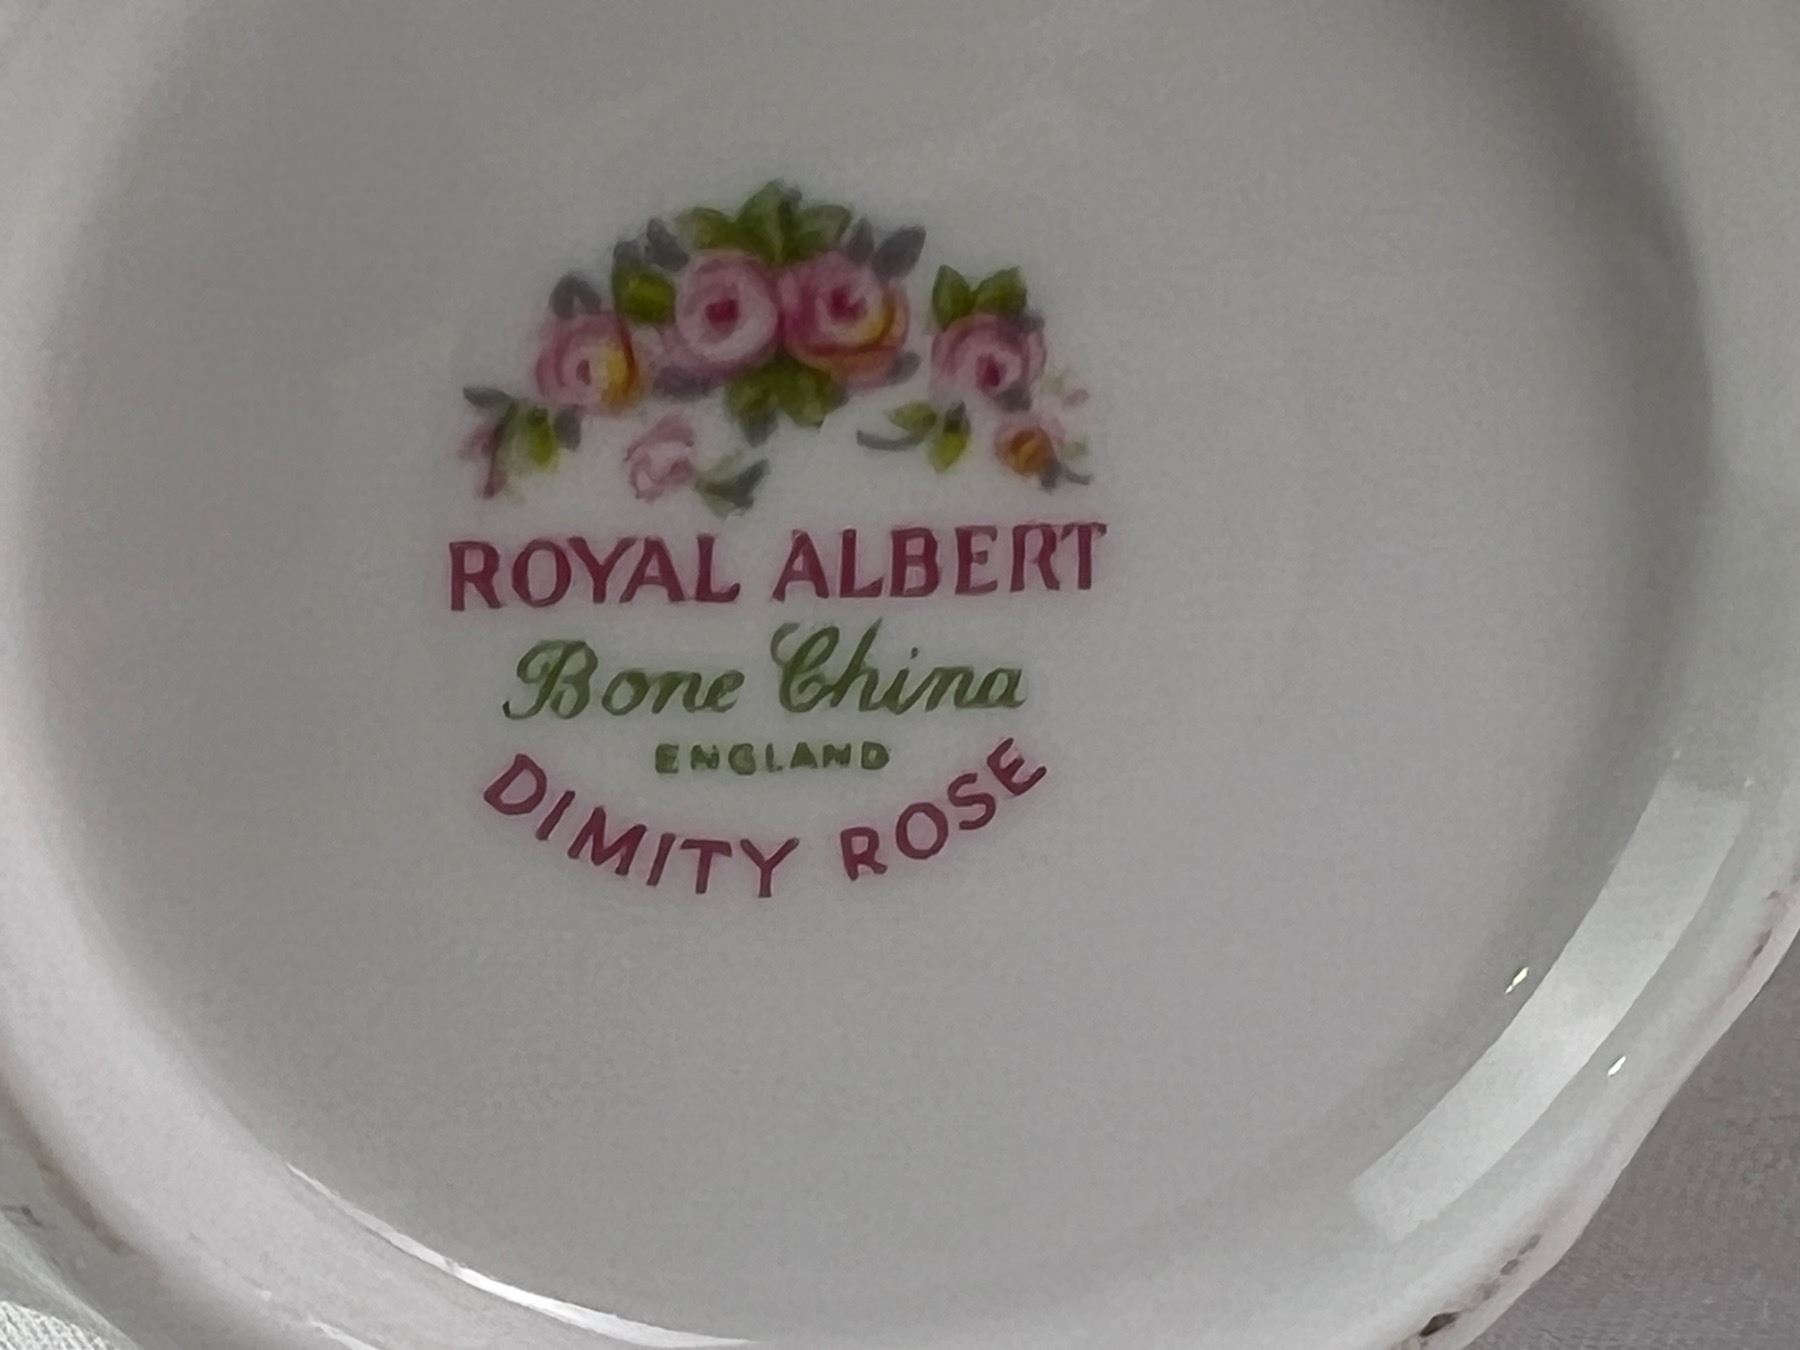 ROYAL ALBERT
Bone China
ENGLAND
DIMITY ROSE